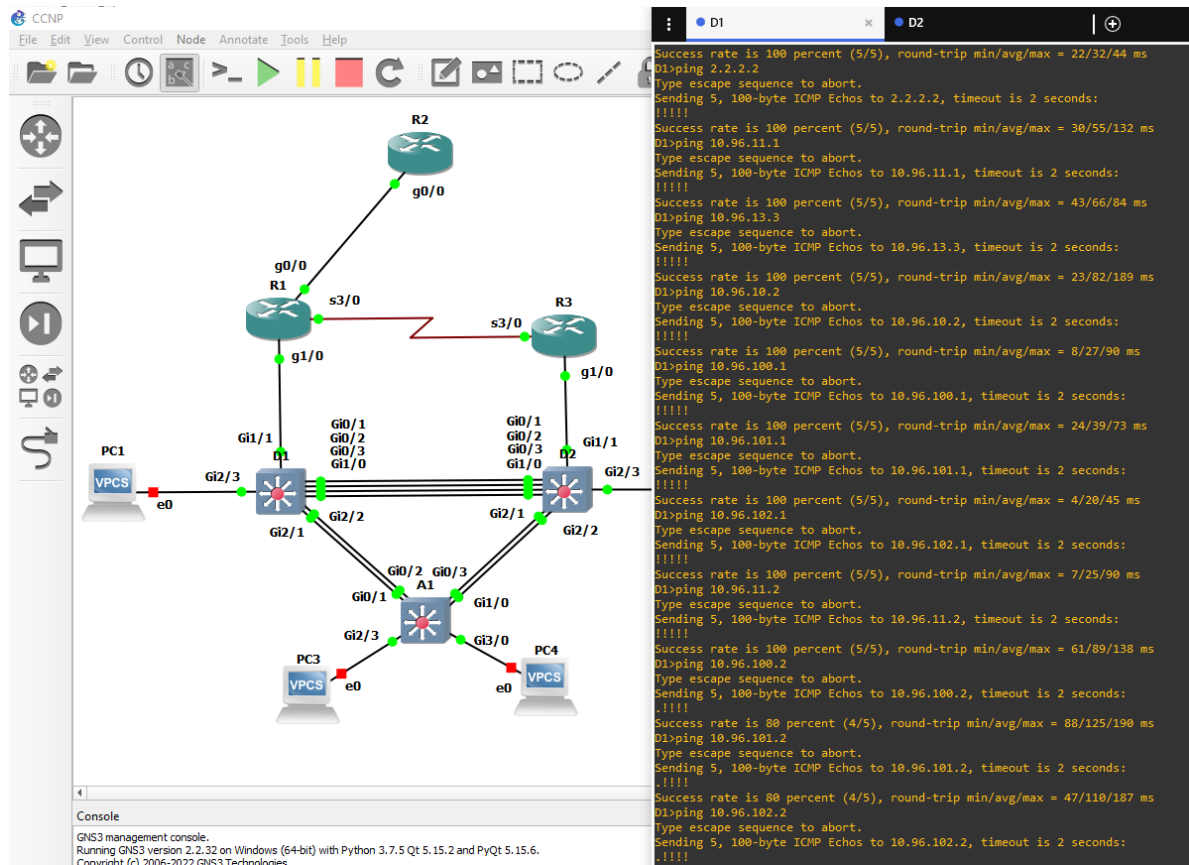 CCNP
File Edit View Control Node Annotate Tools Help
R2
g0/0
g0/0
R1
s3/0
R3
s3/0
g1/0
g1/0
Gi0/1
Gi0/2
Gi0/3
Gi1/0
Gi0/1
Gi0/2
Gi0/3
Gi1/0
Gi1/1
D1
Gi1/1
D2
PC1
VPCS
e0
Gi2/3
Gi2/3
Gi2/2
Gi2/1
Gi2/1
Gi2/2
Gi0/2 Gi0/3
A1
Gi0/1
Gi1/0
Gi2/3
Gi3/0
PC3
VPCS
e0
PC4
VPCS
e0
Console
GNS3 management console.
Running GNS3 version 2.2.32 on Windows (64-bit) with Python 3.7.5 Qt 5.15.2 and PyQt 5.15.6.
Copyright (c) 2006-2022 GNS3 Technologies.
D1 × D2
Success rate is 100 percent (5/5), round-trip min/avg/max = 22/32/44 ms
D1>ping 2.2.2.2
Type escape sequence to abort.
Sending 5, 100-byte ICMP Echos to 2.2.2.2, timeout is 2 seconds:
!!!!!
Success rate is 100 percent (5/5), round-trip min/avg/max = 30/55/132 ms
D1>ping 10.96.11.1
Type escape sequence to abort.
Sending 5, 100-byte ICMP Echos to 10.96.11.1, timeout is 2 seconds:
!!!!!
Success rate is 100 percent (5/5), round-trip min/avg/max = 43/66/84 ms
D1>ping 10.96.13.3
Type escape sequence to abort.
Sending 5, 100-byte ICMP Echos to 10.96.13.3, timeout is 2 seconds:
!!!!!
Success rate is 100 percent (5/5), round-trip min/avg/max = 23/82/189 ms
D1>ping 10.96.10.2
Type escape sequence to abort.
Sending 5, 100-byte ICMP Echos to 10.96.10.2, timeout is 2 seconds:
!!!!!
Success rate is 100 percent (5/5), round-trip min/avg/max = 8/27/90 ms
D1>ping 10.96.100.1
Type escape sequence to abort.
Sending 5, 100-byte ICMP Echos to 10.96.100.1, timeout is 2 seconds:
!!!!!
Success rate is 100 percent (5/5), round-trip min/avg/max = 24/39/73 ms
D1>ping 10.96.101.1
Type escape sequence to abort.
Sending 5, 100-byte ICMP Echos to 10.96.101.1, timeout is 2 seconds:
!!!!!
Success rate is 100 percent (5/5), round-trip min/avg/max = 4/20/45 ms
D1>ping 10.96.102.1
Type escape sequence to abort.
Sending 5, 100-byte ICMP Echos to 10.96.102.1, timeout is 2 seconds:
!!!!!
Success rate is 100 percent (5/5), round-trip min/avg/max = 7/25/90 ms
D1>ping 10.96.11.2
Type escape sequence to abort.
Sending 5, 100-byte ICMP Echos to 10.96.11.2, timeout is 2 seconds:
!!!!!
Success rate is 100 percent (5/5), round-trip min/avg/max = 61/89/138 ms
D1>ping 10.96.100.2
Type escape sequence to abort.
Sending 5, 100-byte ICMP Echos to 10.96.100.2, timeout is 2 seconds:
.!!!!
Success rate is 80 percent (4/5), round-trip min/avg/max = 88/125/190 ms
D1>ping 10.96.101.2
Type escape sequence to abort.
Sending 5, 100-byte ICMP Echos to 10.96.101.2, timeout is 2 seconds:
.!!!!
Success rate is 80 percent (4/5), round-trip min/avg/max = 47/110/187 ms
D1>ping 10.96.102.2
Type escape sequence to abort.
Sending 5, 100-byte ICMP Echos to 10.96.102.2, timeout is 2 seconds:
.!!!!